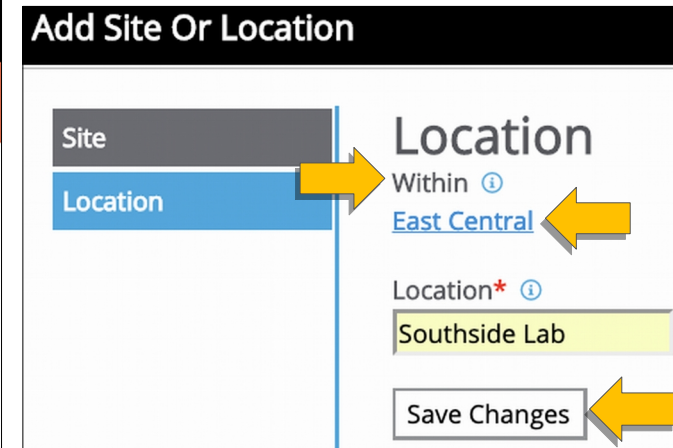 Add Site Or Location
Site
Location
Location
Within
East Central
Location*
Southside Lab
Save Changes